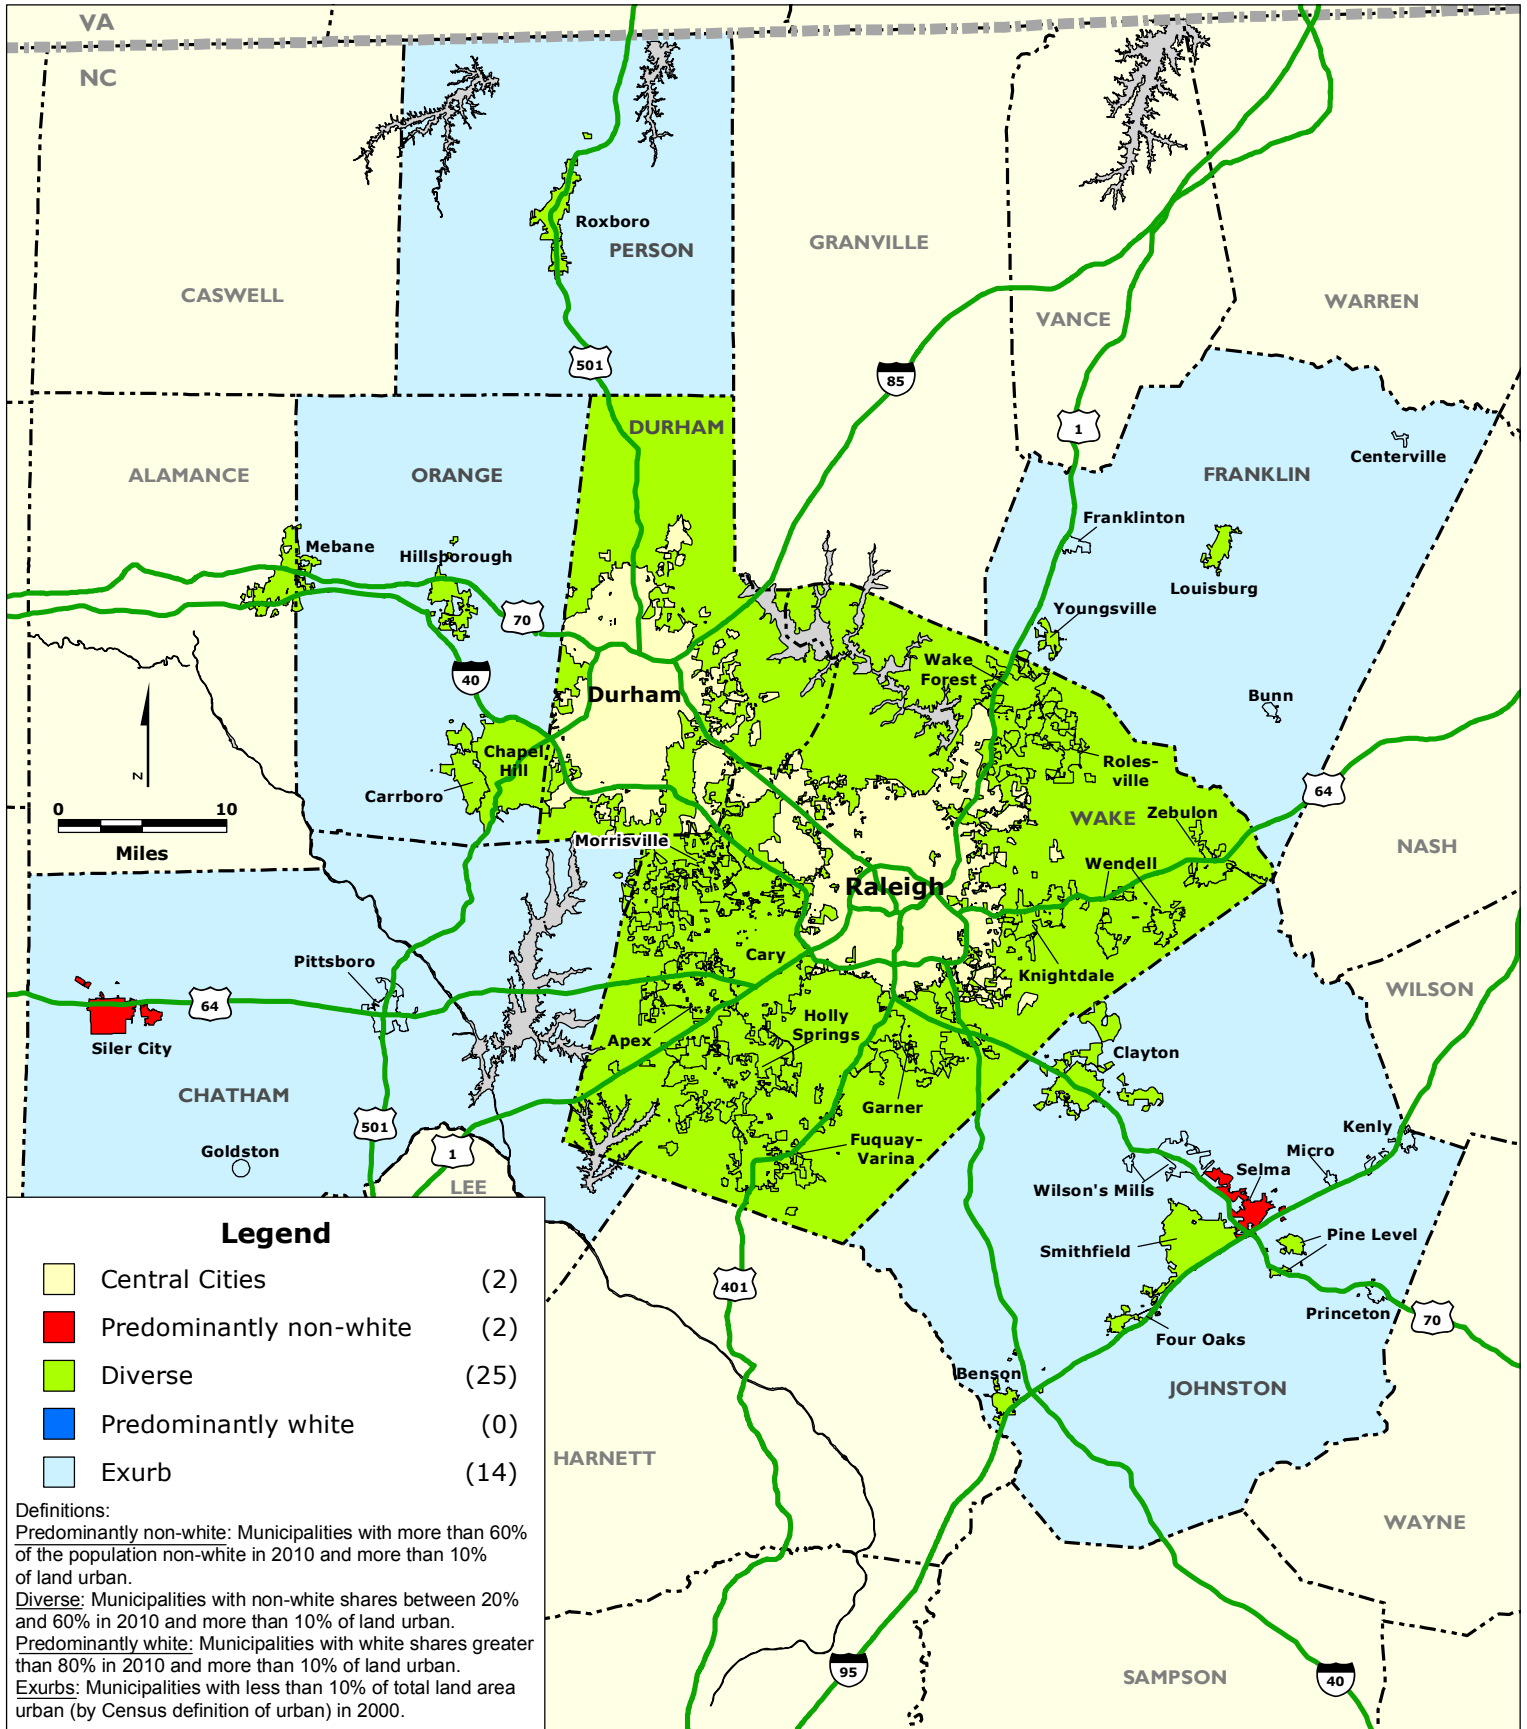 VA
NC
CASWELL
Roxboro
PERSON
501
GRANVILLE
VANCE
WARREN
85
1
ALAMANCE
ORANGE
DURHAM
FRANKLIN
Centerville
Franklinton
Louisburg
Youngsville
Bunn
Mebane
Hillsborough
70
40
Durham
Chapel
Hill
Carrboro
Wake
Forest
Roles-
ville
WAKE
Zebulon
64
Wendell
NASH
Morrisville
Raleigh
Cary
Knightdale
WILSON
N
0 10
Miles
Pittsboro
64
Siler City
CHATHAM
501
Goldston
1
LEE
Apex
Holly
Springs
Garner
Fuquay-
Varina
Clayton
Kenly
Micro
Selma
Wilson's Mills
Smithfield
Pine Level
Princeton
70
Four Oaks
Benson
JOHNSTON
401
HARNETT
WAYNE
SAMPSON
95
40
Legend
Central Cities (2)
Predominantly non-white (2)
Diverse (25)
Predominantly white (0)
Exurb (14)
Definitions:
Predominantly non-white: Municipalities with more than 60%
of the population non-white in 2010 and more than 10%
of land urban.
Diverse: Municipalities with non-white shares between 20%
and 60% in 2010 and more than 10% of land urban.
Predominantly white: Municipalities with white shares greater
than 80% in 2010 and more than 10% of land urban.
Exurbs: Municipalities with less than 10% of total land area
urban (by Census definition of urban) in 2000.